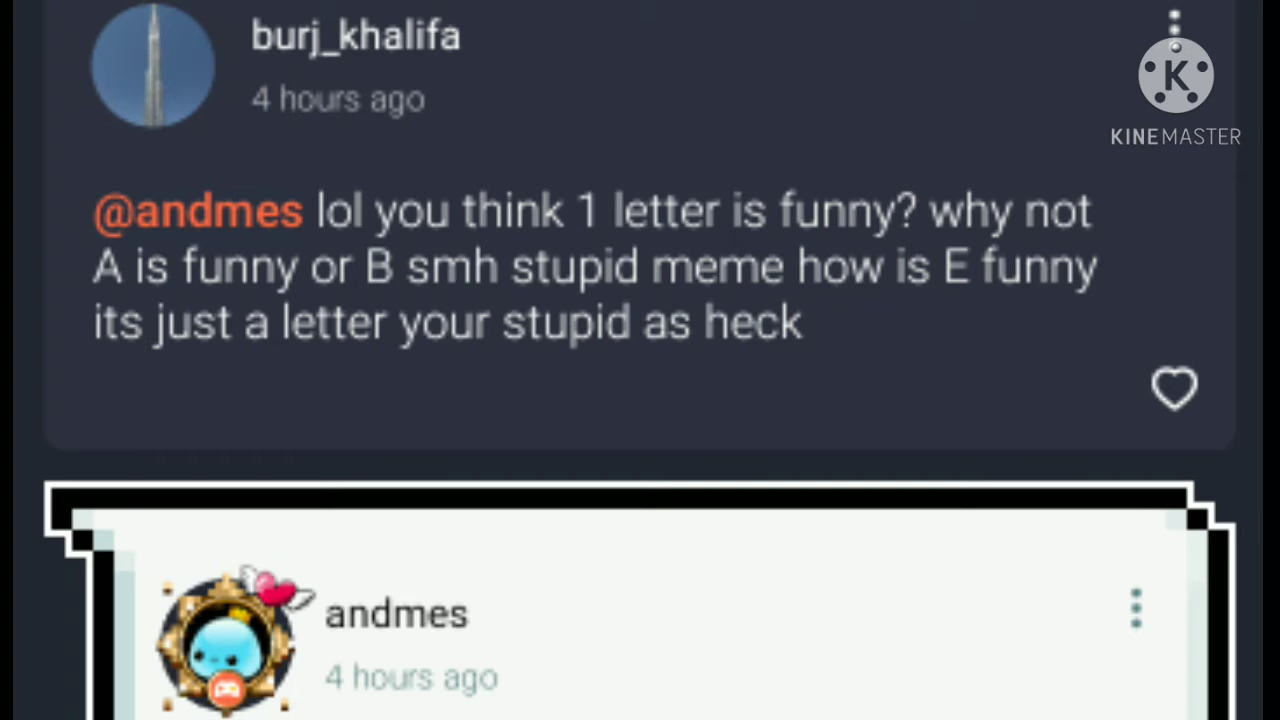 burj_khalifa
4 hours ago
K
KINEMASTER
@andmes lol you think 1 letter is funny? why not
A is funny or B smh stupid meme how is E funny
its just a letter your stupid as heck
andmes
4 hours ago